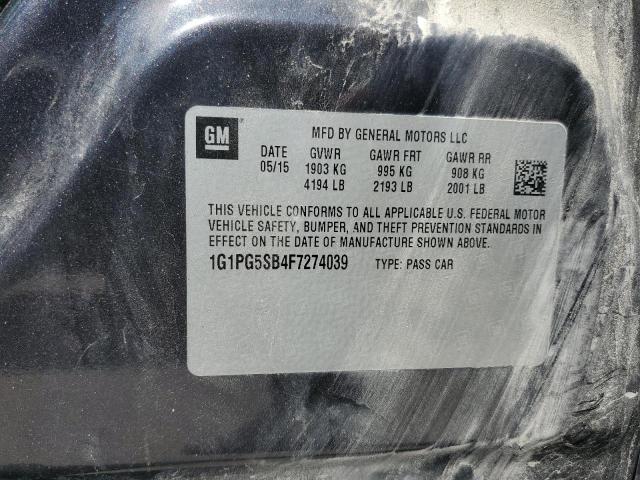 GM
MFD BY GENERAL MOTORS LLC
DATE GVWR GAWR FRT GAWR RR
05/15 1903 KG 995 KG 908 KG
4194 LB 2193 LB 2001 LB
THIS VEHICLE CONFORMS TO ALL APPLICABLE U.S. FEDERAL MOTOR
VEHICLE SAFETY, BUMPER, AND THEFT PREVENTION STANDARDS IN
EFFECT ON THE DATE OF MANUFACTURE SHOWN ABOVE.
1G1PG5SB4F7274039 TYPE: PASS CAR